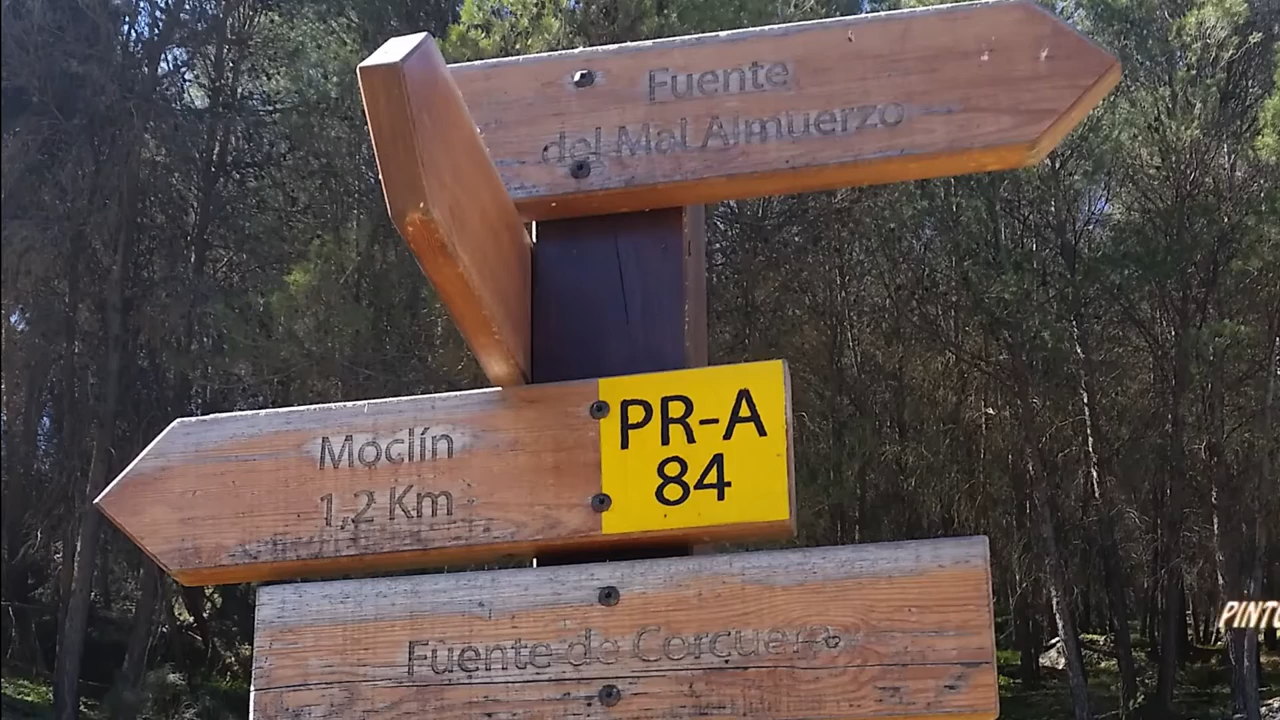 Fuente
del Mal Almuerzo
Moclín
1,2 Km
PR-A
84
Fuente de Corcuera